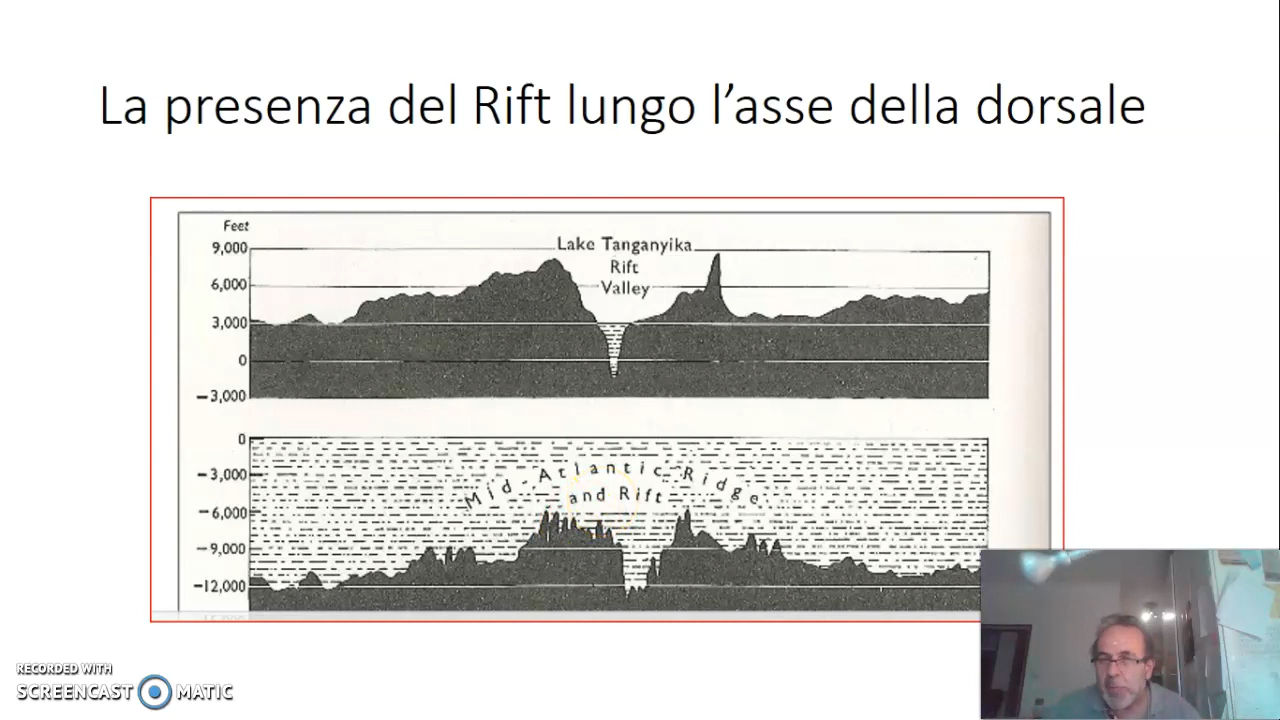 La presenza del Rift lungo l’asse della dorsale
Feet
9,000
Lake Tanganyika
Rift
6,000
Valley
3,000
0
−3,000
0
−3,000
Mid-Atlantic Ridge
and Rift
−6,000
−9,000
−12,000
RECORDED WITH
SCREENCAST MATIC